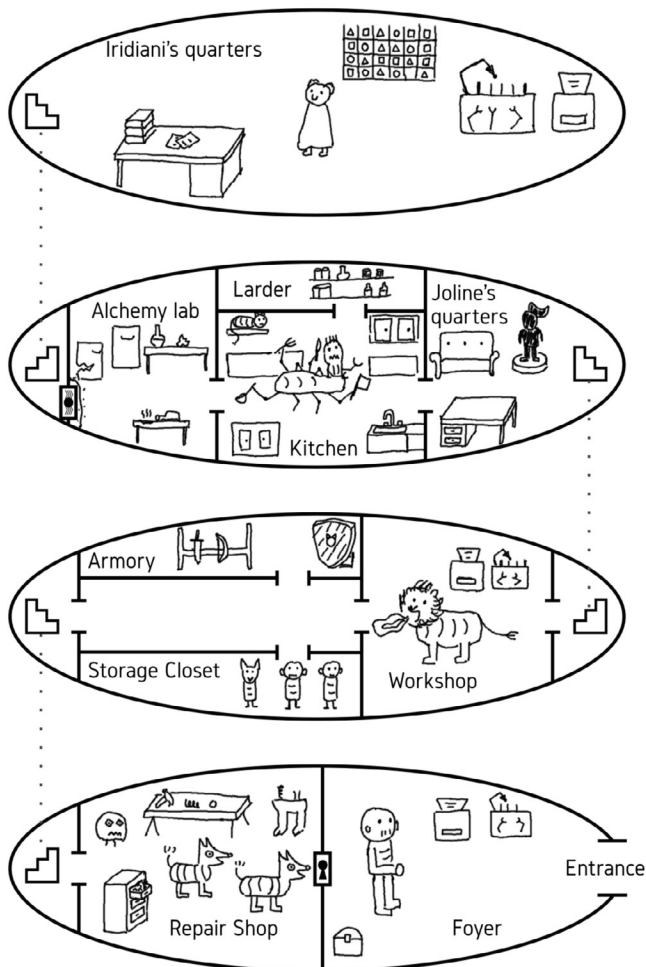 Iridiani's quarters
Alchemy lab
Larder
Joline's
quarters
Kitchen
Armory
Storage Closet
Workshop
Entrance
Repair Shop
Foyer